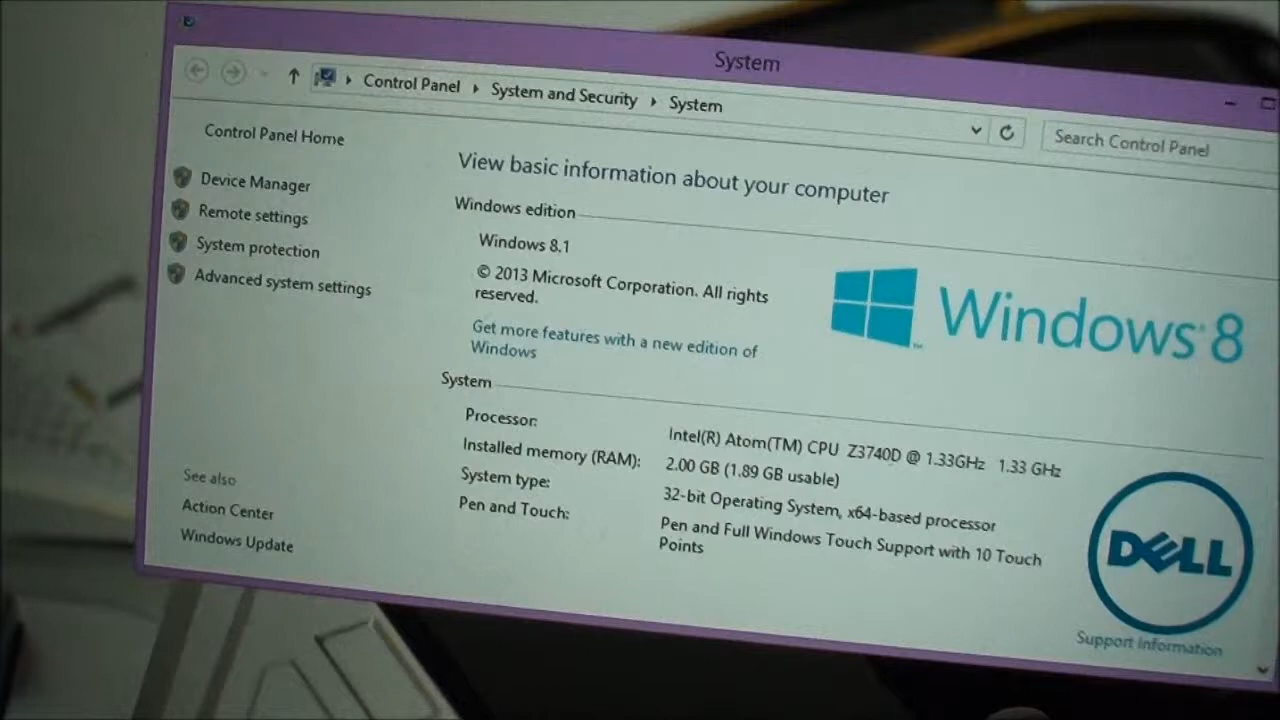 System
Control Panel ▸ System and Security ▸ System
Search Control Panel
Control Panel Home
Device Manager
Remote settings
System protection
Advanced system settings
See also
Action Center
Windows Update
View basic information about your computer
Windows edition
Windows 8.1
© 2013 Microsoft Corporation. All rights
reserved.
Get more features with a new edition of
Windows
Windows® 8
System
Processor: Intel(R) Atom(TM) CPU Z3740D @ 1.33GHz 1.33 GHz
Installed memory (RAM): 2.00 GB (1.89 GB usable)
System type: 32-bit Operating System, x64-based processor
Pen and Touch: Pen and Full Windows Touch Support with 10 Touch
Points
DELL
Support Information